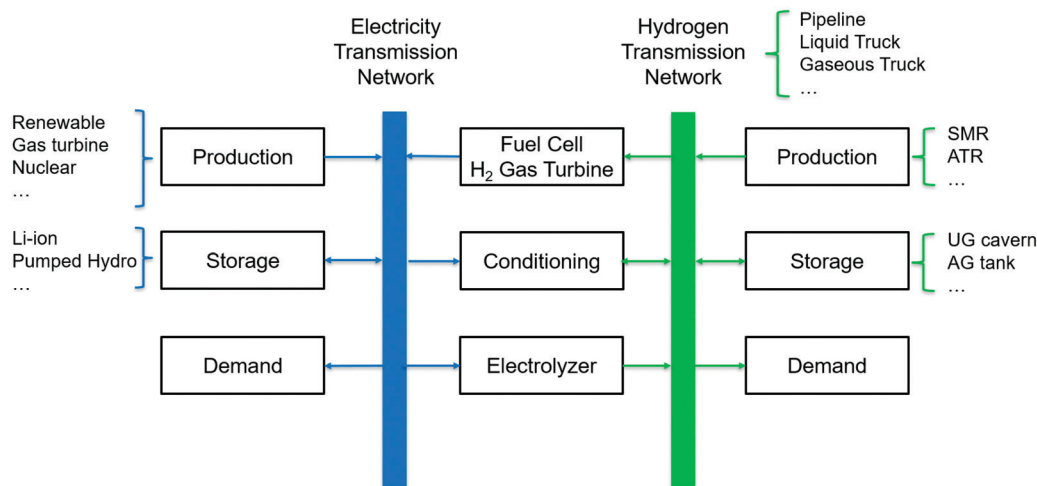 Electricity
Transmission
Network
Hydrogen
Transmission
Network
Pipeline
Liquid Truck
Gaseous Truck
…
Renewable
Gas turbine
Nuclear
…
Production
Fuel Cell
H₂ Gas Turbine
Production
SMR
ATR
…
Li-ion
Pumped Hydro
…
Storage
Conditioning
Storage
UG cavern
AG tank
…
Demand
Electrolyzer
Demand